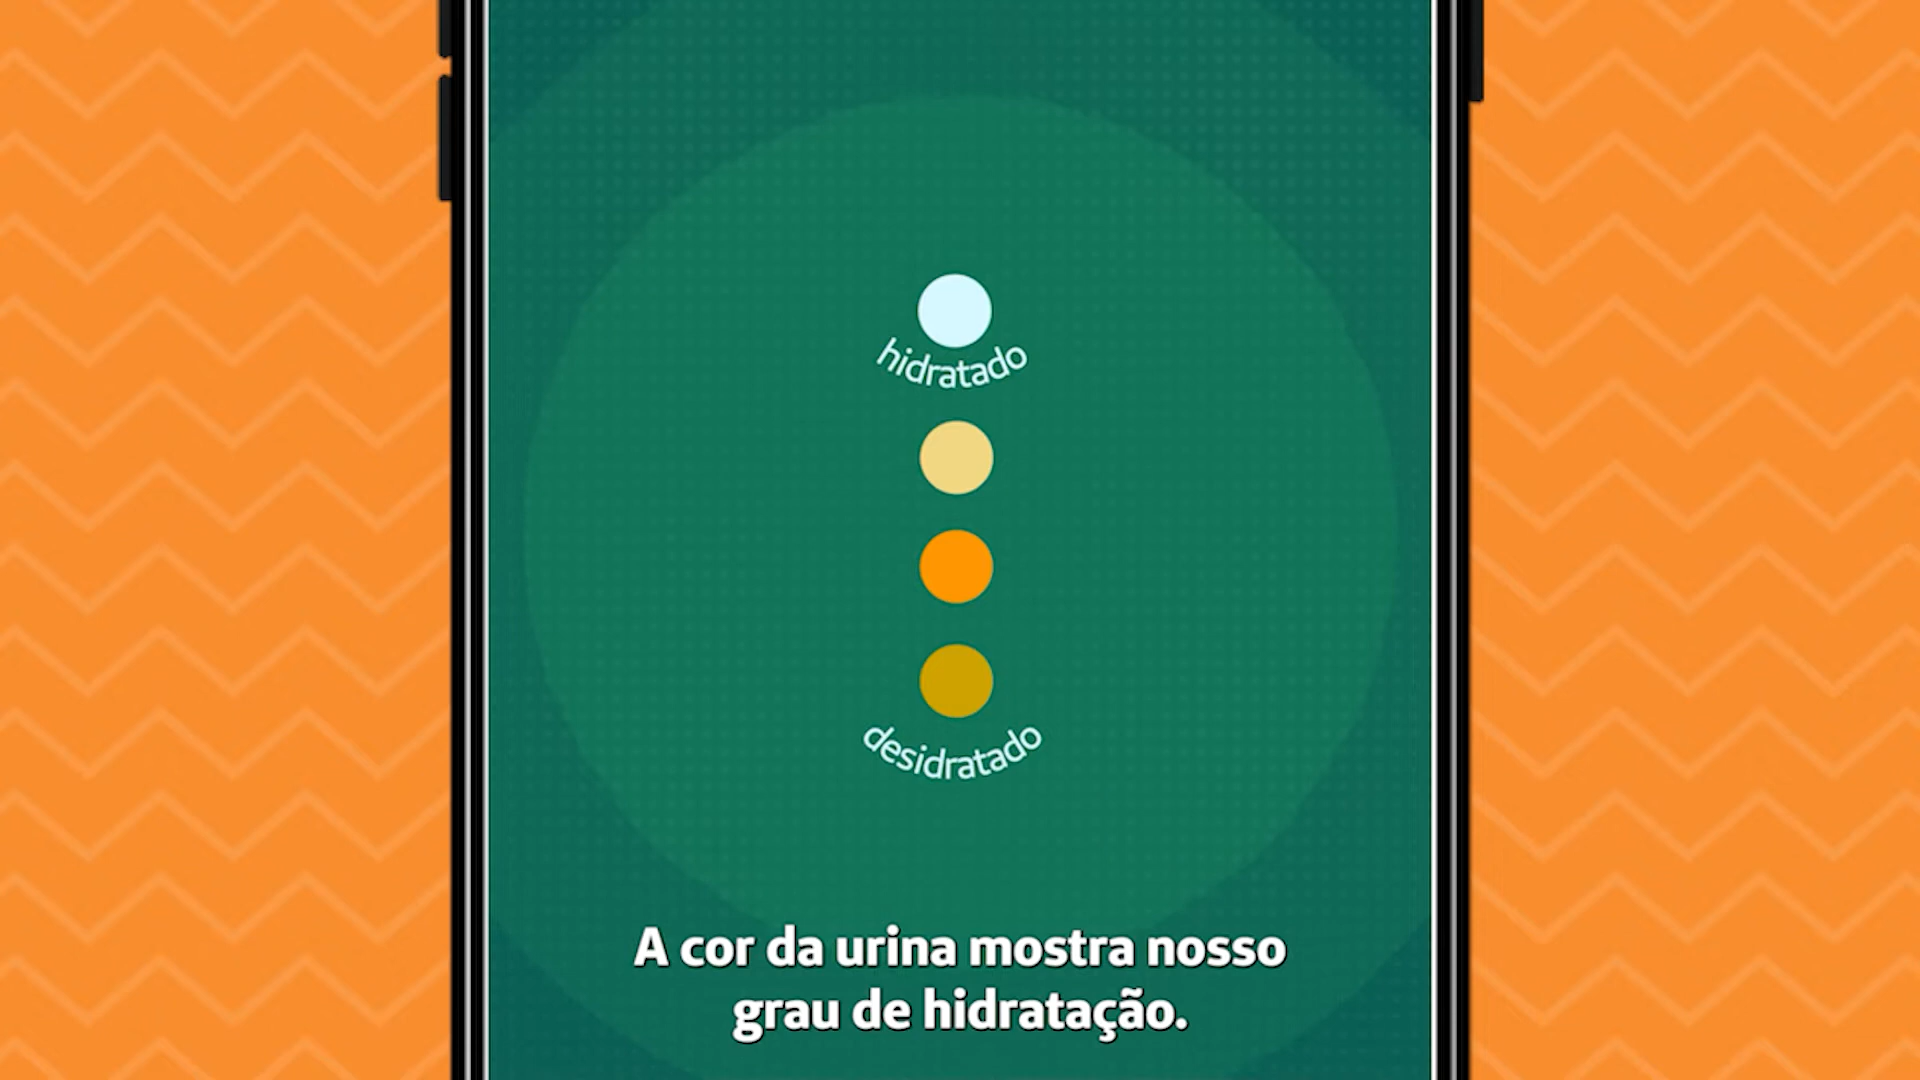 hidratado
desidratado
A cor da urina mostra nosso
grau de hidratação.